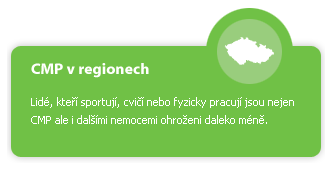 CMP v regionech
Lidé, kteří sportují, cvičí nebo fyzicky pracují jsou nejen
CMP ale i dalšími nemocemi ohroženi daleko méně.